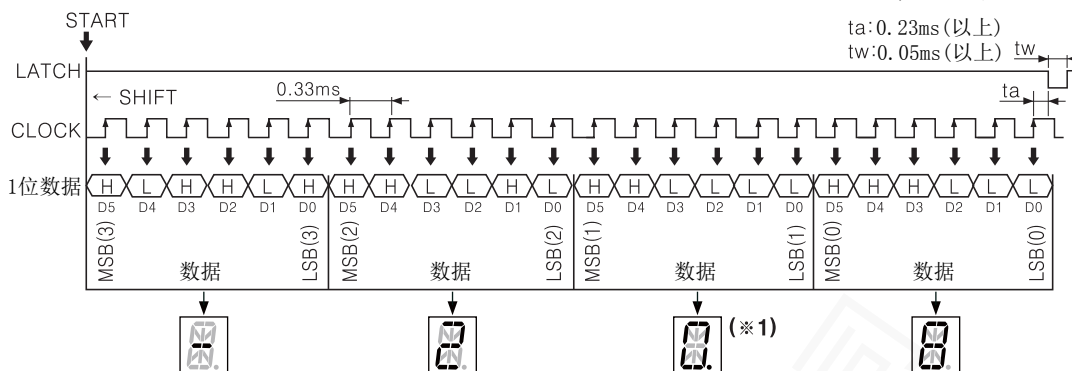 START
ta:0.23ms(以上)
tw:0.05ms(以上)
tw
LATCH
← SHIFT
0.33ms
ta
CLOCK
1位数据 H L H H L H H H L L H L H H L L L L H H H L L L
D5 D4 D3 D2 D1 D0 D5 D4 D3 D2 D1 D0 D5 D4 D3 D2 D1 D0 D5 D4 D3 D2 D1 D0
MSB(3) 数据 LSB(3) MSB(2) 数据 LSB(2) MSB(1) 数据 LSB(1) MSB(0) 数据 LSB(0)
- 2 0. (※1) 8